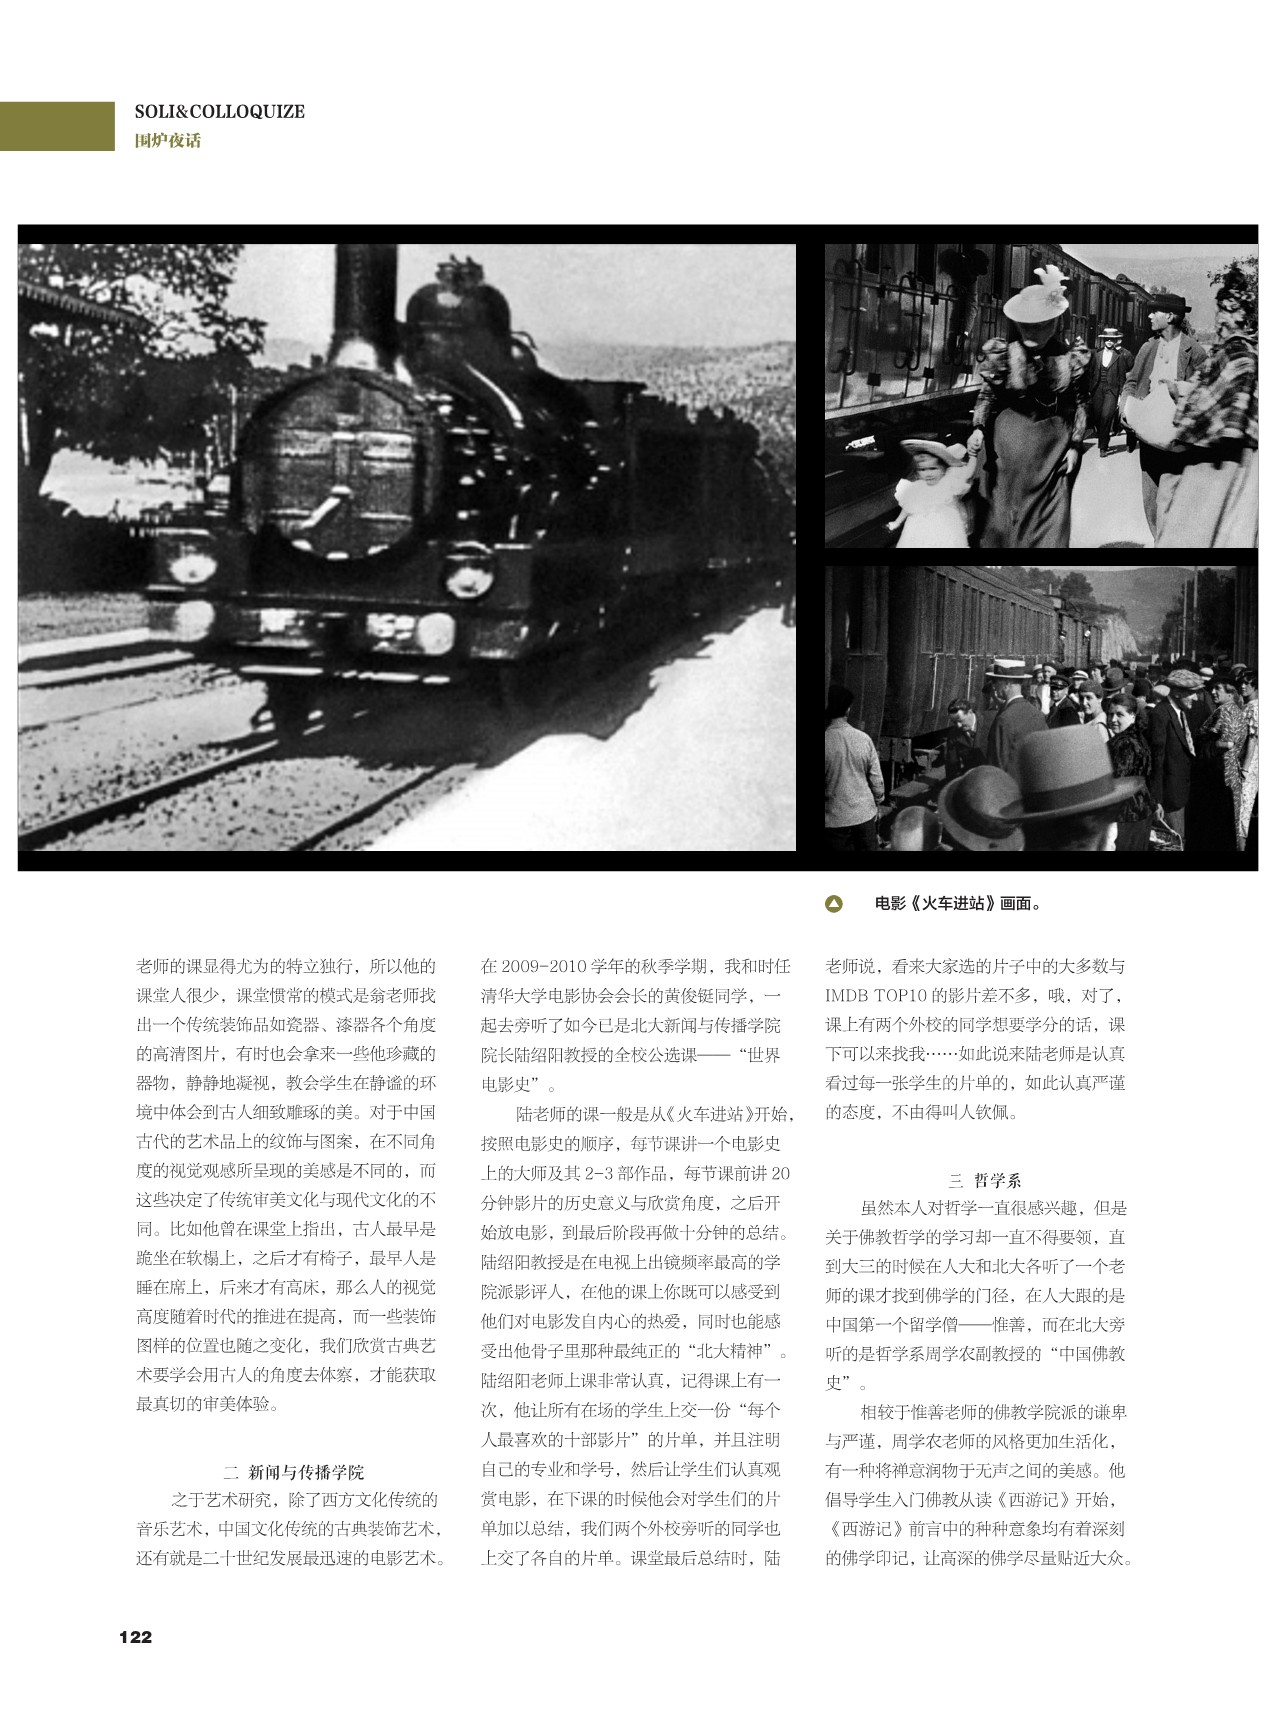 SOLI&COLLOQUIZE
围炉夜话
电影《火车进站》画面。
老师的课显得尤为的特立独行，所以他的
课堂人很少，课堂惯常的模式是翁老师找
出一个传统装饰品如瓷器、漆器各个角度
的高清图片，有时也会拿来一些他珍藏的
器物，静静地凝视，教会学生在静谧的环
境中体会到古人细致雕琢的美。对于中国
古代的艺术品上的纹饰与图案，在不同角
度的视觉观感所呈现的美感是不同的，而
这些决定了传统审美文化与现代文化的不
同。比如他曾在课堂上指出，古人最早是
跪坐在软榻上，之后才有椅子，最早人是
睡在席上，后来才有高床，那么人的视觉
高度随着时代的推进在提高，而一些装饰
图样的位置也随之变化，我们欣赏古典艺
术要学会用古人的角度去体察，才能获取
最真切的审美体验。
二 新闻与传播学院
之于艺术研究，除了西方文化传统的
音乐艺术，中国文化传统的古典装饰艺术，
还有就是二十世纪发展最迅速的电影艺术。
在 2009-2010 学年的秋季学期，我和时任
清华大学电影协会会长的黄俊铤同学，一
起去旁听了如今已是北大新闻与传播学院
院长陆绍阳教授的全校公选课——“世界
电影史”。
陆老师的课一般是从《火车进站》开始，
按照电影史的顺序，每节课讲一个电影史
上的大师及其 2-3 部作品，每节课前讲 20
分钟影片的历史意义与欣赏角度，之后开
始放电影，到最后阶段再做十分钟的总结。
陆绍阳教授是在电视上出镜频率最高的学
院派影评人，在他的课上你既可以感受到
他们对电影发自内心的热爱，同时也能感
受出他骨子里那种最纯正的“北大精神”。
陆绍阳老师上课非常认真，记得课上有一
次，他让所有在场的学生上交一份“每个
人最喜欢的十部影片”的片单，并且注明
自己的专业和学号，然后让学生们认真观
赏电影，在下课的时候他会对学生们的片
单加以总结，我们两个外校旁听的同学也
上交了各自的片单。课堂最后总结时，陆
老师说，看来大家选的片子中的大多数与
IMDB TOP10 的影片差不多，哦，对了，
课上有两个外校的同学想要学分的话，课
下可以来找我……如此说来陆老师是认真
看过每一张学生的片单的，如此认真严谨
的态度，不由得叫人钦佩。
三 哲学系
虽然本人对哲学一直很感兴趣，但是
关于佛教哲学的学习却一直不得要领，直
到大三的时候在人大和北大各听了一个老
师的课才找到佛学的门径，在人大跟的是
中国第一个留学僧——惟善，而在北大旁
听的是哲学系周学农副教授的“中国佛教
史”。
相较于惟善老师的佛教学院派的谦卑
与严谨，周学农老师的风格更加生活化，
有一种将禅意润物于无声之间的美感。他
倡导学生入门佛教从读《西游记》开始，
《西游记》前言中的种种意象均有着深刻
的佛学印记，让高深的佛学尽量贴近大众。
122